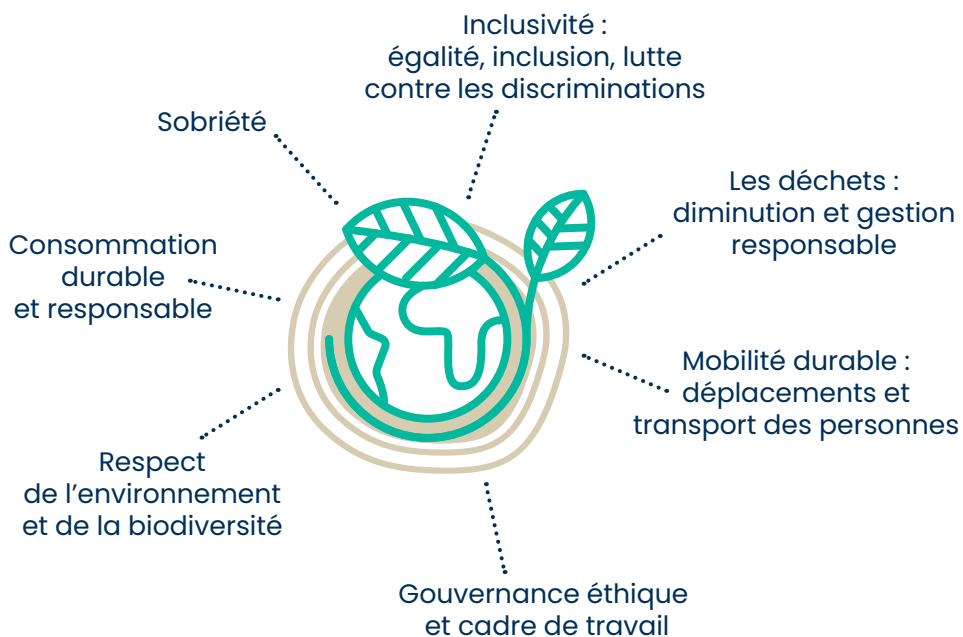 Inclusivité :
égalité, inclusion, lutte
contre les discriminations
Sobriété
Les déchets :
diminution et gestion
responsable
Consommation
durable
et responsable
Mobilité durable :
déplacements et
transport des personnes
Respect
de l’environnement
et de la biodiversité
Gouvernance éthique
et cadre de travail